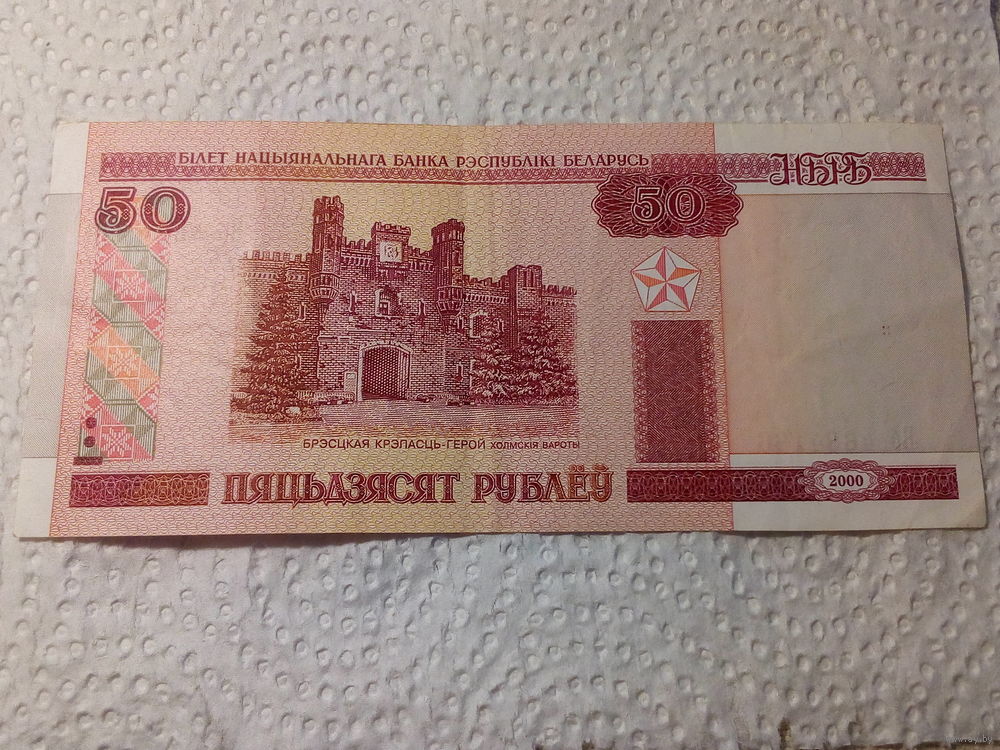 БІЛЕТ НАЦЫЯНАЛЬНАГА БАНКА РЭСПУБЛІКІ БЕЛАРУСЬ
НБРБ
50
50
БРЭСЦКАЯ КРЭПАСЦЬ-ГЕРОЙ ХОЛМСКІЯ ВАРОТЫ
ПЯЦЬДЗЯСЯТ РУБЛЁЎ
2000